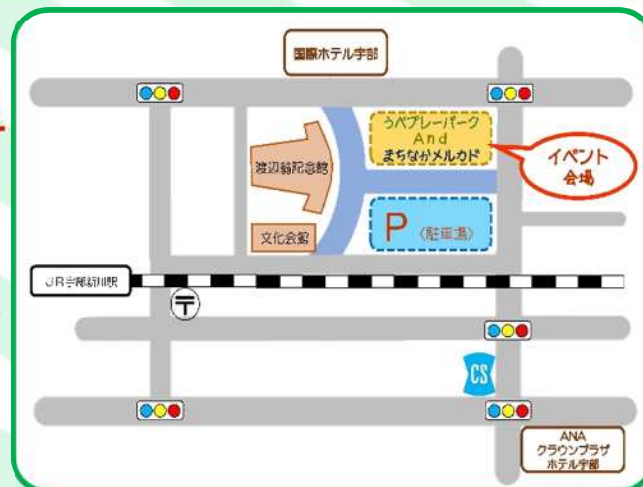 国際ホテル宇部
うべプレーパーク
And
まちなかメルカド
イベント
会場
渡辺翁記念館
文化会館
P〈駐車場〉
JR宇部新川駅
〒
CS
ANA
クラウンプラザ
ホテル宇部